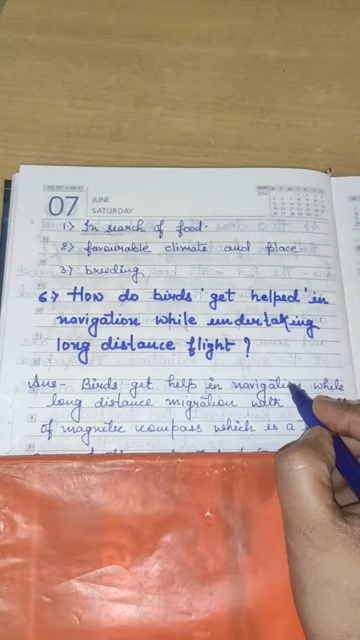 07
JUNE
SATURDAY
1) In search of food.
2) favourable climate and place
3) breeding
6) How do birds 'get helped' in
navigation while undertaking
long distance flight ?
Ans - Birds get help in navigation while
long distance migration with
of magnetic compass which is a